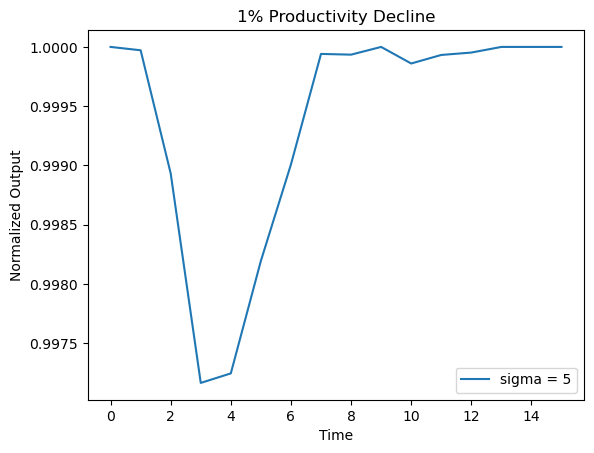 1% Productivity Decline
1.0000
0.9995
0.9990
0.9985
0.9980
0.9975
Normalized Output
sigma = 5
0 2 4 6 8 10 12 14
Time